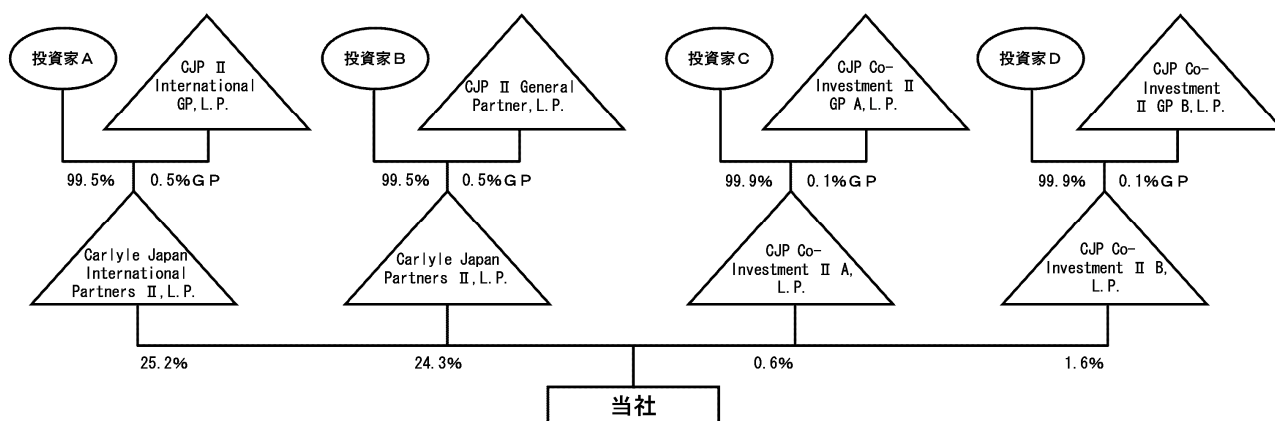 投資家A
CJP Ⅱ
International
GP,L.P.
投資家B
CJP Ⅱ General
Partner,L.P.
投資家C
CJP Co-
Investment Ⅱ
GP A,L.P.
投資家D
CJP Co-
Investment
Ⅱ GP B,L.P.
99.5%
0.5%GP
99.5%
0.5%GP
99.9%
0.1%GP
99.9%
0.1%GP
Carlyle Japan
International
Partners Ⅱ,L.P.
Carlyle Japan
Partners Ⅱ,L.P.
CJP Co-
Investment Ⅱ A,
L.P.
CJP Co-
Investment Ⅱ B,
L.P.
25.2%
24.3%
0.6%
1.6%
当社